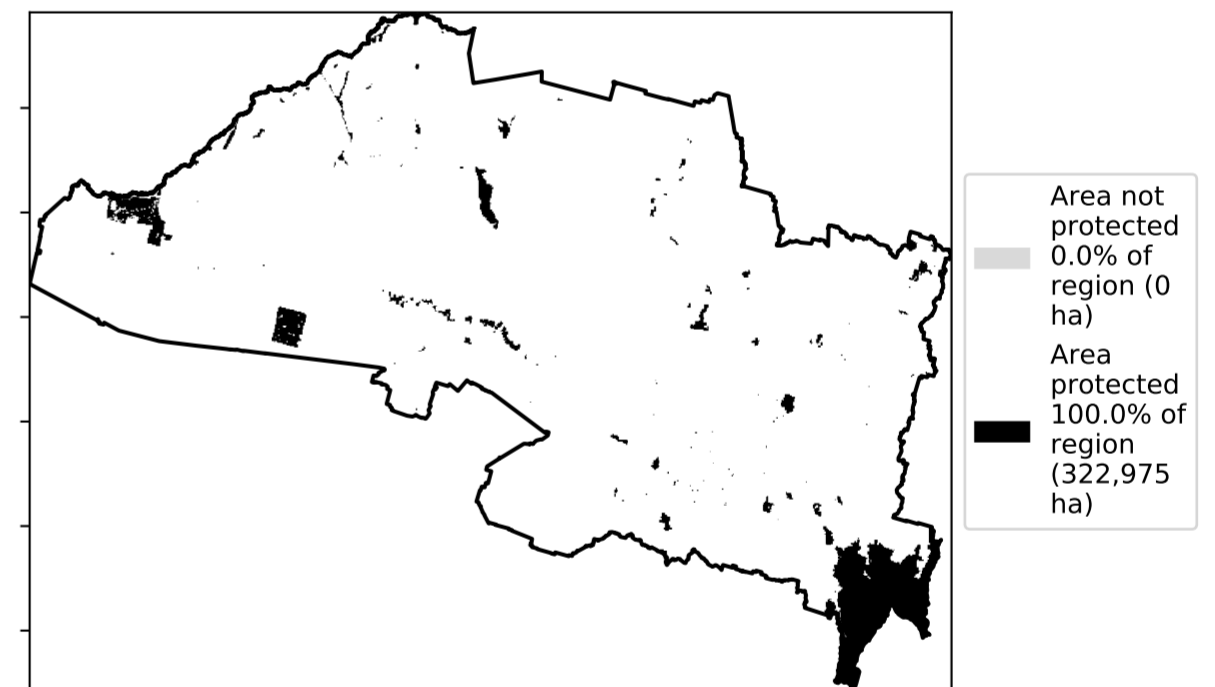 Area not
protected
0.0% of
region (0
ha)
Area
protected
100.0% of
region
(322,975
ha)